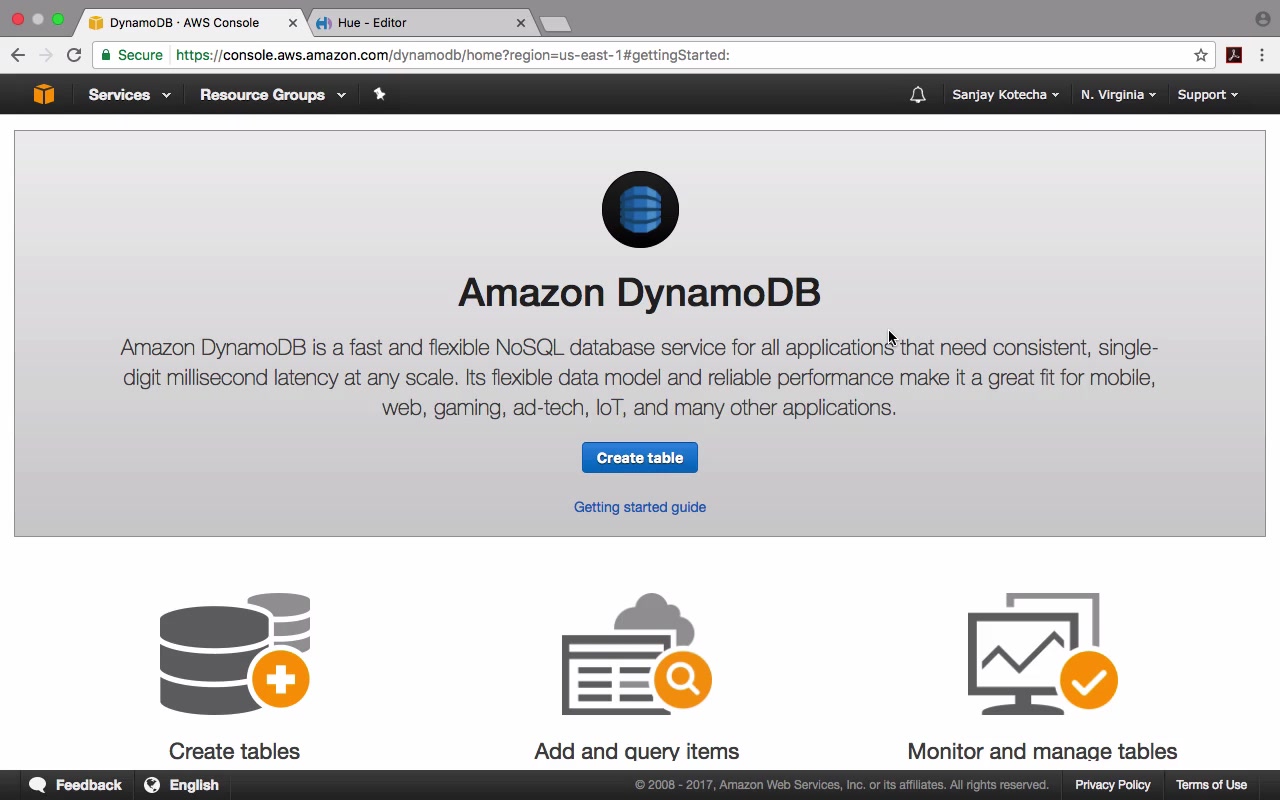 DynamoDB · AWS Console
Hue - Editor
Secure https://console.aws.amazon.com/dynamodb/home?region=us-east-1#gettingStarted:
Services Resource Groups Sanjay Kotecha N. Virginia Support
Amazon DynamoDB
Amazon DynamoDB is a fast and flexible NoSQL database service for all applications that need consistent, single-
digit millisecond latency at any scale. Its flexible data model and reliable performance make it a great fit for mobile,
web, gaming, ad-tech, IoT, and many other applications.
Create table
Getting started guide
Create tables
Add and query items
Monitor and manage tables
Feedback English © 2008 - 2017, Amazon Web Services, Inc. or its affiliates. All rights reserved. Privacy Policy Terms of Use